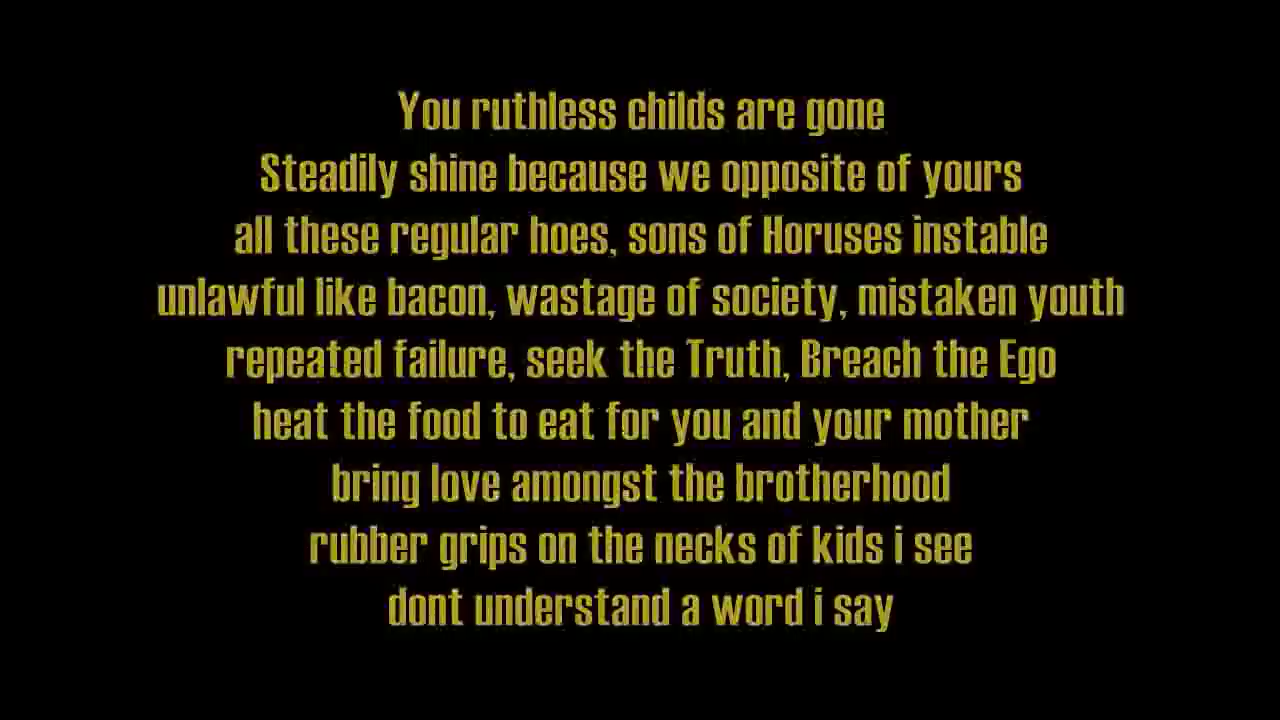 You ruthless childs are gone
Steadily shine because we opposite of yours
all these regular hoes, sons of Horuses instable
unlawful like bacon, wastage of society, mistaken youth
repeated failure, seek the Truth, Breach the Ego
heat the food to eat for you and your mother
bring love amongst the brotherhood
rubber grips on the necks of kids i see
dont understand a word i say